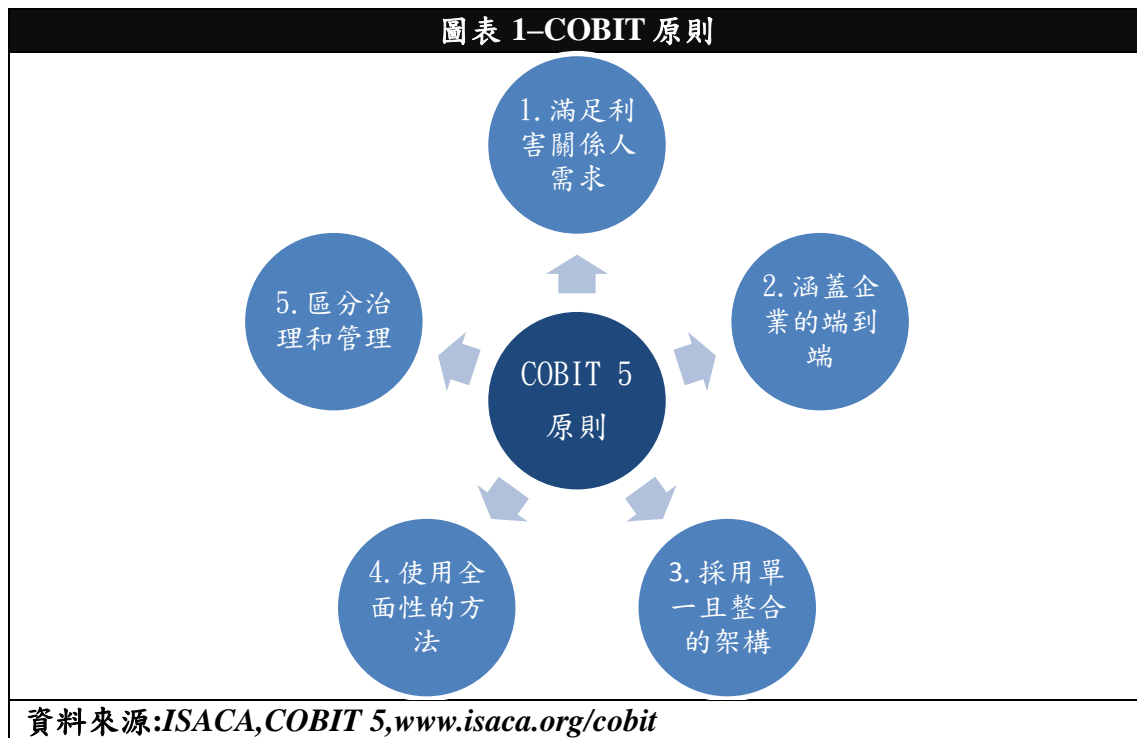 圖表 1–COBIT 原則
1.滿足利
害關係人
需求
2.涵蓋企
業的端到
端
3.採用單
一且整合
的架構
4.使用全
面性的方
法
5.區分治
理和管理
COBIT 5
原則
資料來源:ISACA,COBIT 5,www.isaca.org/cobit